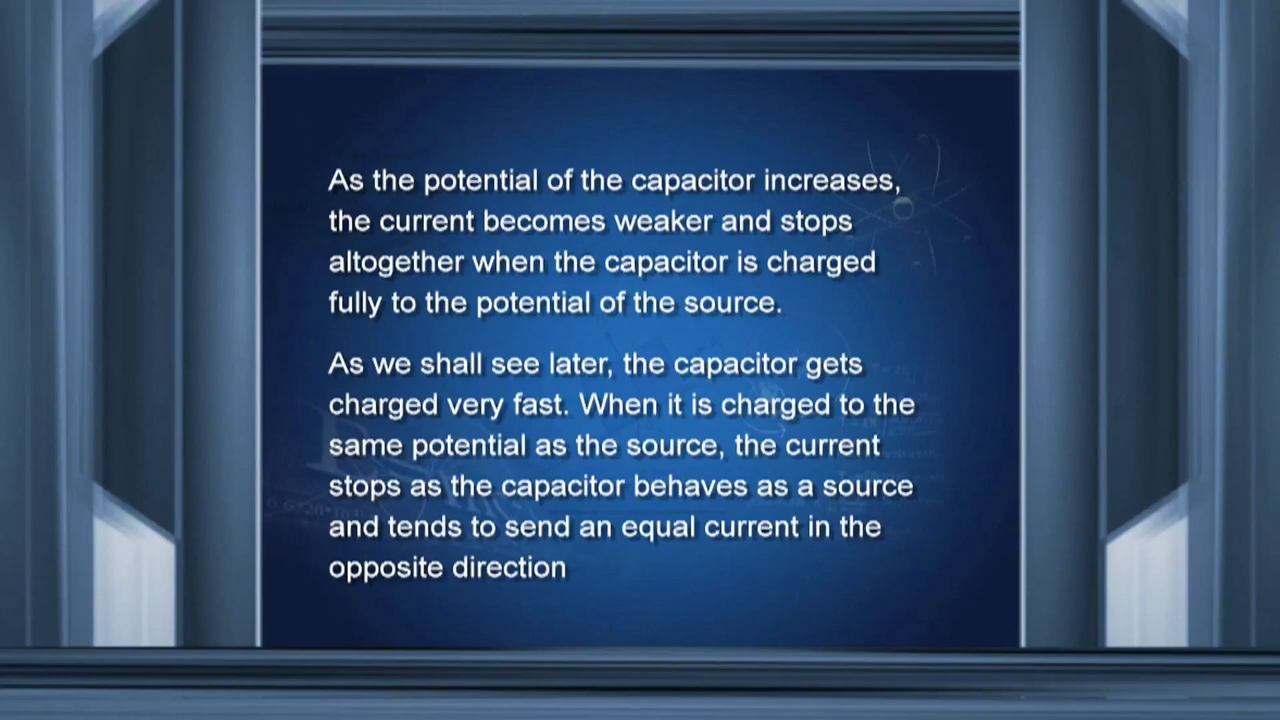 As the potential of the capacitor increases,
the current becomes weaker and stops
altogether when the capacitor is charged
fully to the potential of the source.
As we shall see later, the capacitor gets
charged very fast. When it is charged to the
same potential as the source, the current
stops as the capacitor behaves as a source
and tends to send an equal current in the
opposite direction